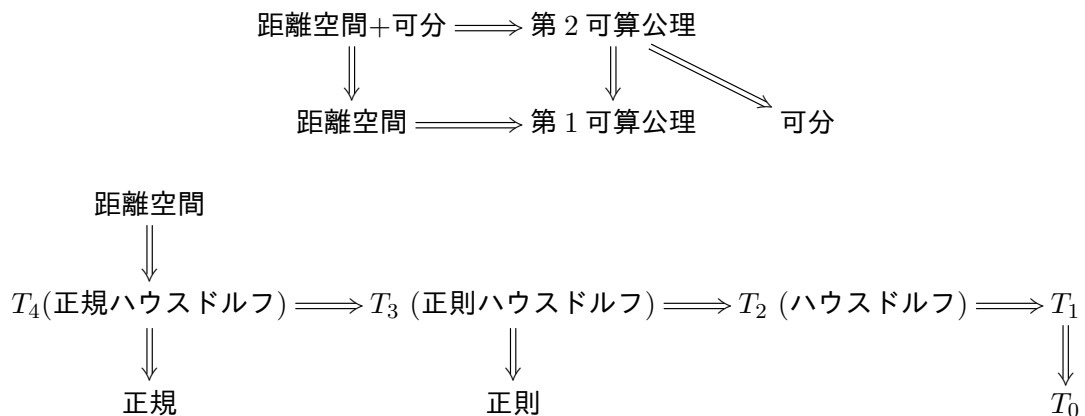 距離空間+可分 ⟹ 第 2 可算公理
距離空間 ⟹ 第 1 可算公理 可分
距離空間
T₄(正規ハウスドルフ) ⟹ T₃ (正則ハウスドルフ) ⟹ T₂ (ハウスドルフ) ⟹ T₁
正規 正則 T₀